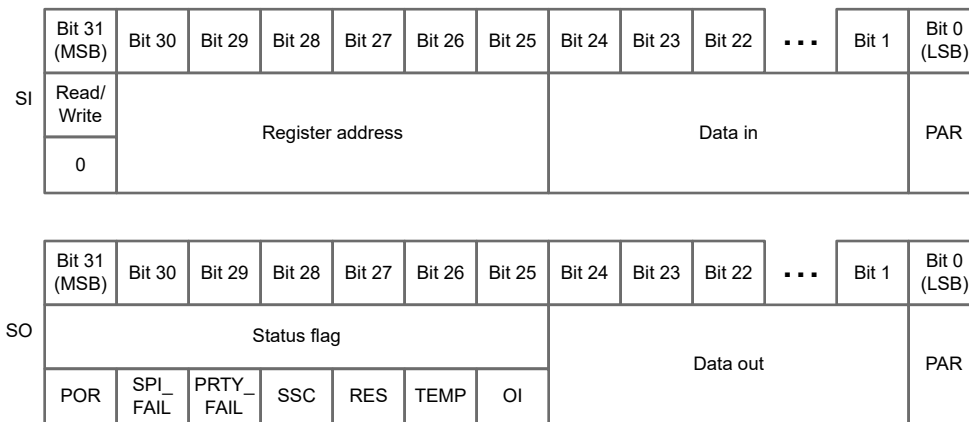 Bit 31 (MSB) Bit 30 Bit 29 Bit 28 Bit 27 Bit 26 Bit 25 Bit 24 Bit 23 Bit 22 ... Bit 1 Bit 0 (LSB)
SI
Read/
Write
0
Register address
Data in
PAR
Bit 31 (MSB) Bit 30 Bit 29 Bit 28 Bit 27 Bit 26 Bit 25 Bit 24 Bit 23 Bit 22 ... Bit 1 Bit 0 (LSB)
SO
Status flag
Data out
PAR
POR SPI_ FAIL PRTY_ FAIL SSC RES TEMP OI